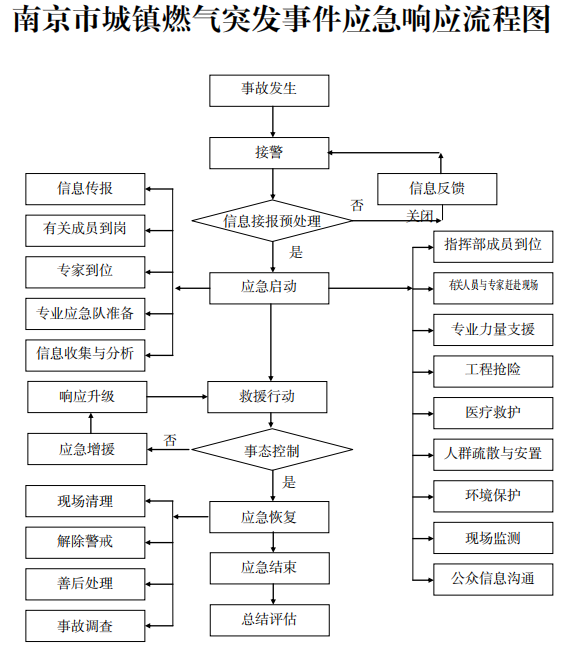 南京市城镇燃气突发事件应急响应流程图
事故发生
接警
信息传报
信息反馈
否
信息接报预处理
关闭
有关成员到岗
是
指挥部成员到位
专家到位
应急启动
有关人员与专家赶赴现场
专业应急队准备
专业力量支援
信息收集与分析
工程抢险
响应升级
救援行动
医疗救护
否
应急增援
事态控制
人群疏散与安置
是
现场清理
环境保护
应急恢复
解除警戒
现场监测
应急结束
善后处理
公众信息沟通
事故调查
总结评估